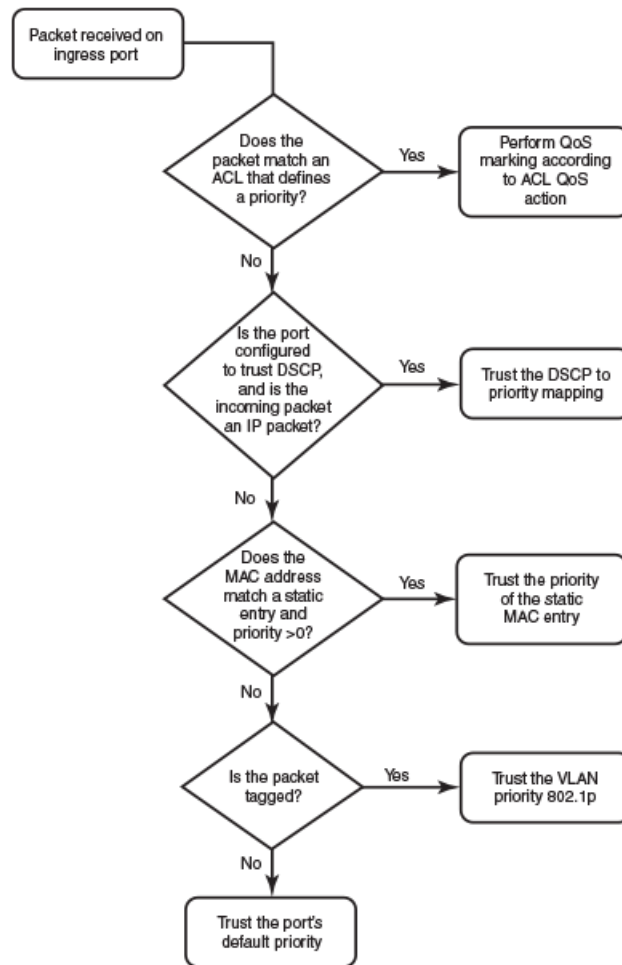 Packet received on
ingress port
Does the
packet match an
ACL that defines
a priority?
Yes
Perform QoS
marking according
to ACL QoS
action
No
Is the port
configured
to trust DSCP,
and is the
incoming packet
an IP packet?
Yes
Trust the DSCP to
priority mapping
No
Does the
MAC address
match a static
entry and
priority >0?
Yes
Trust the priority
of the static
MAC entry
No
Is the packet
tagged?
Yes
Trust the VLAN
priority 802.1p
No
Trust the port's
default priority